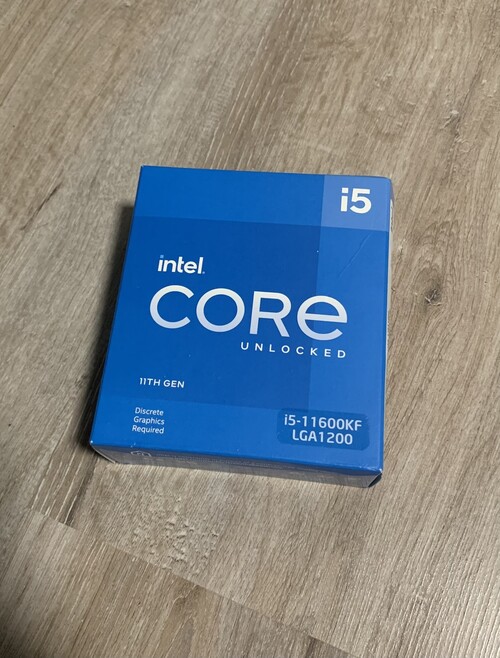 i5
intel.
CORE
UNLOCKED
11TH GEN
Discrete
Graphics
Required
i5-11600KF
LGA1200